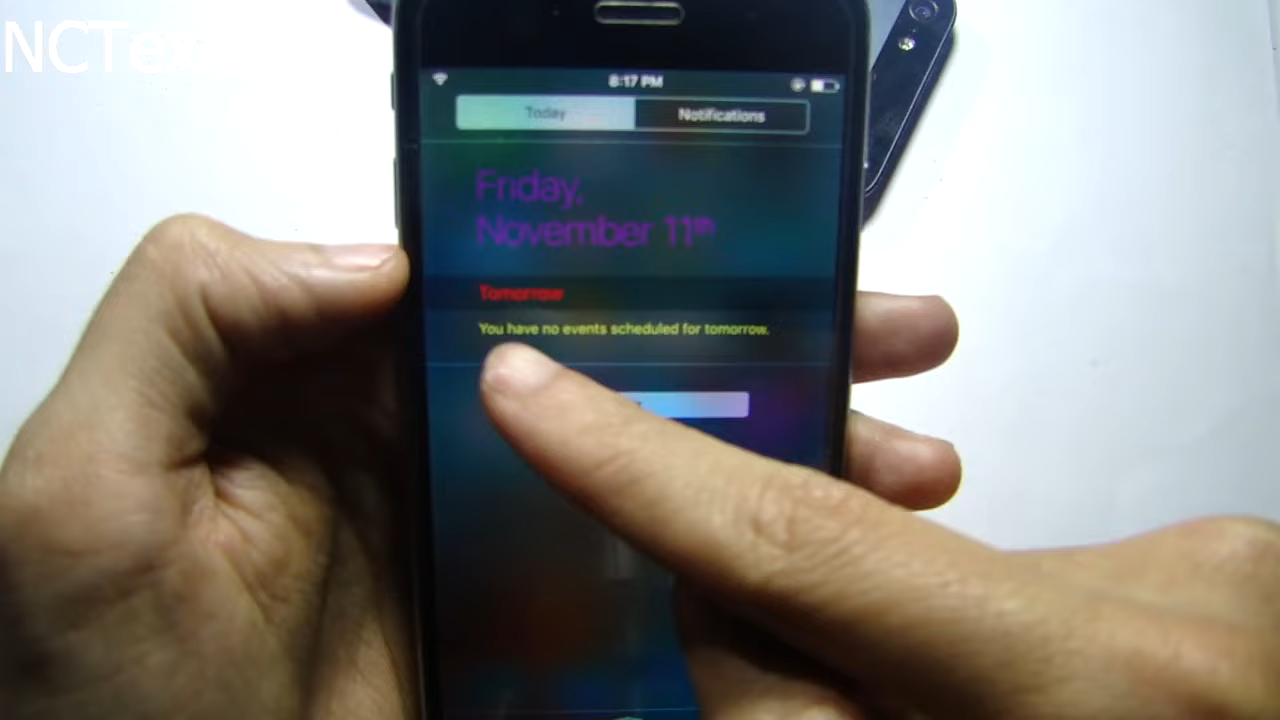 NCTex
8:17 PM
Today
Notifications
Friday,
November 11th
Tomorrow
You have no events scheduled for tomorrow.